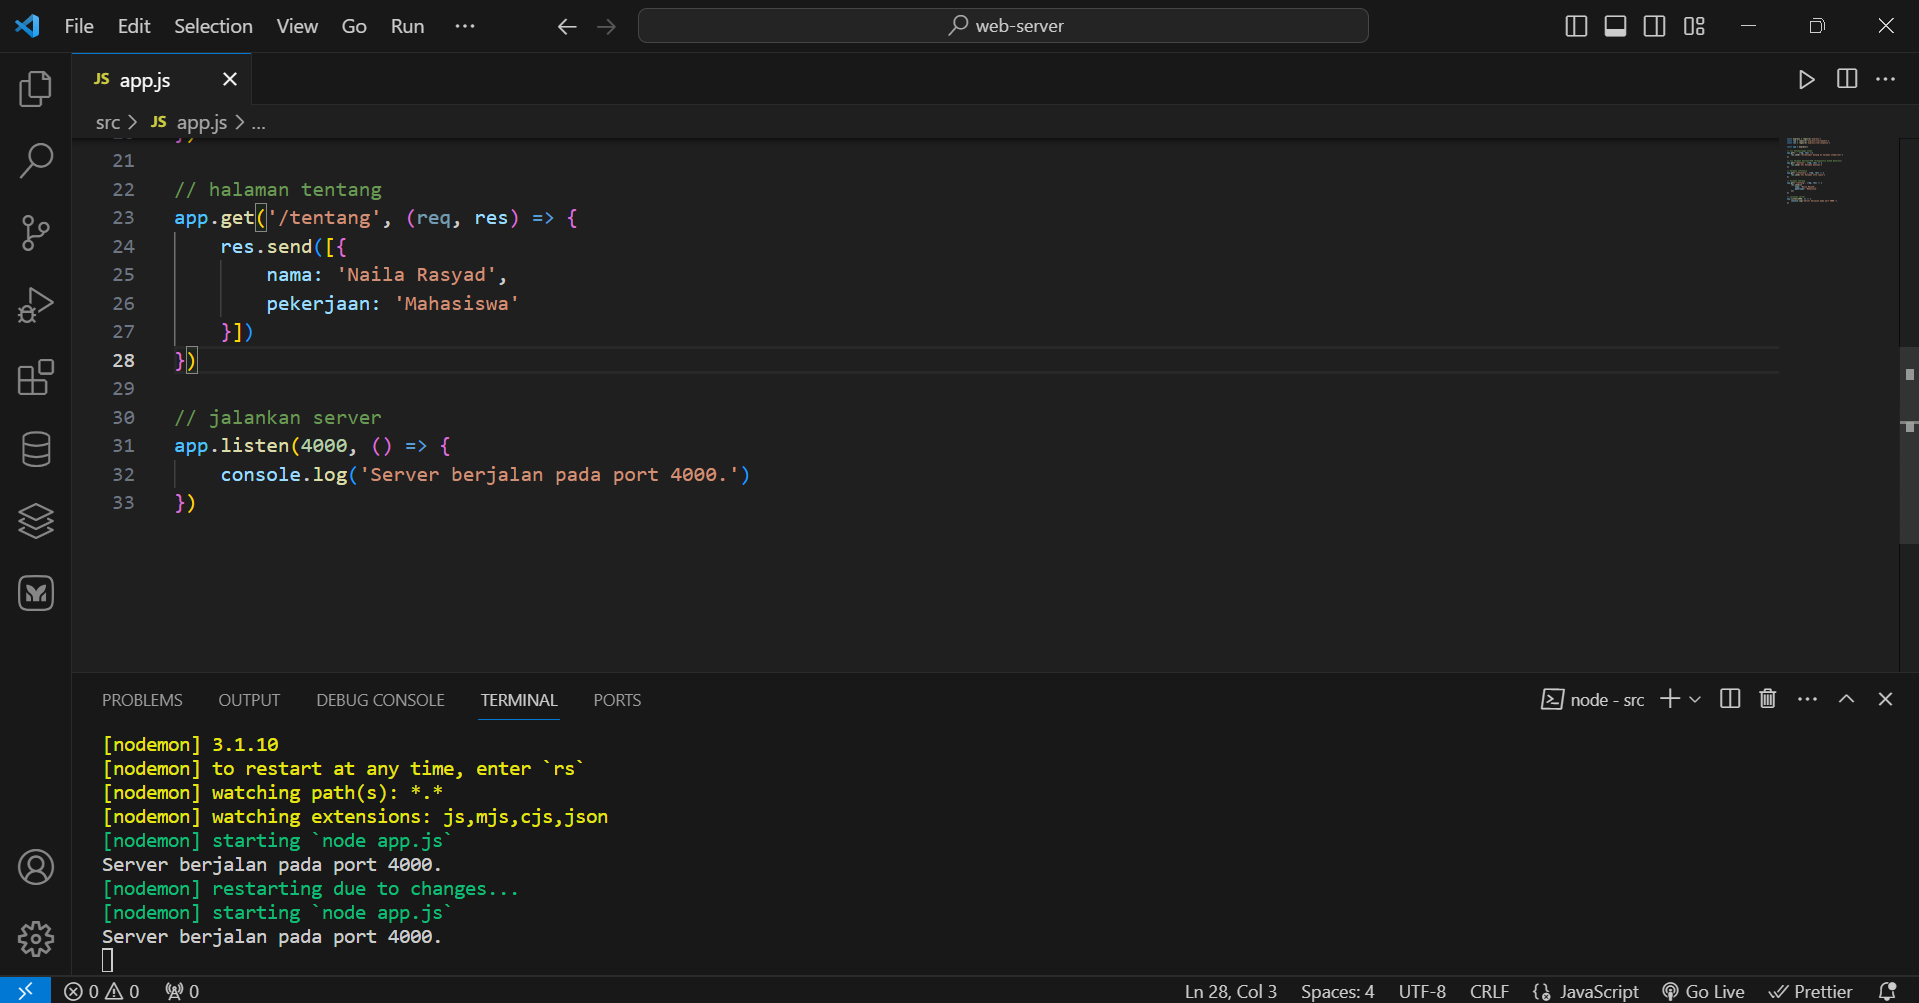 File Edit Selection View Go Run ···
web-server
JS app.js
src > JS app.js > ...
21
22 // halaman tentang
23 app.get('/tentang', (req, res) => {
24     res.send([{
25         nama: 'Naila Rasyad',
26         pekerjaan: 'Mahasiswa'
27     }])
28 })
29
30 // jalankan server
31 app.listen(4000, () => {
32     console.log('Server berjalan pada port 4000.')
33 })
PROBLEMS OUTPUT DEBUG CONSOLE TERMINAL PORTS
node - src
[nodemon] 3.1.10
[nodemon] to restart at any time, enter `rs`
[nodemon] watching path(s): *.*
[nodemon] watching extensions: js,mjs,cjs,json
[nodemon] starting `node app.js`
Server berjalan pada port 4000.
[nodemon] restarting due to changes...
[nodemon] starting `node app.js`
Server berjalan pada port 4000.
0 0 0
Ln 28, Col 3 Spaces: 4 UTF-8 CRLF JavaScript Go Live Prettier